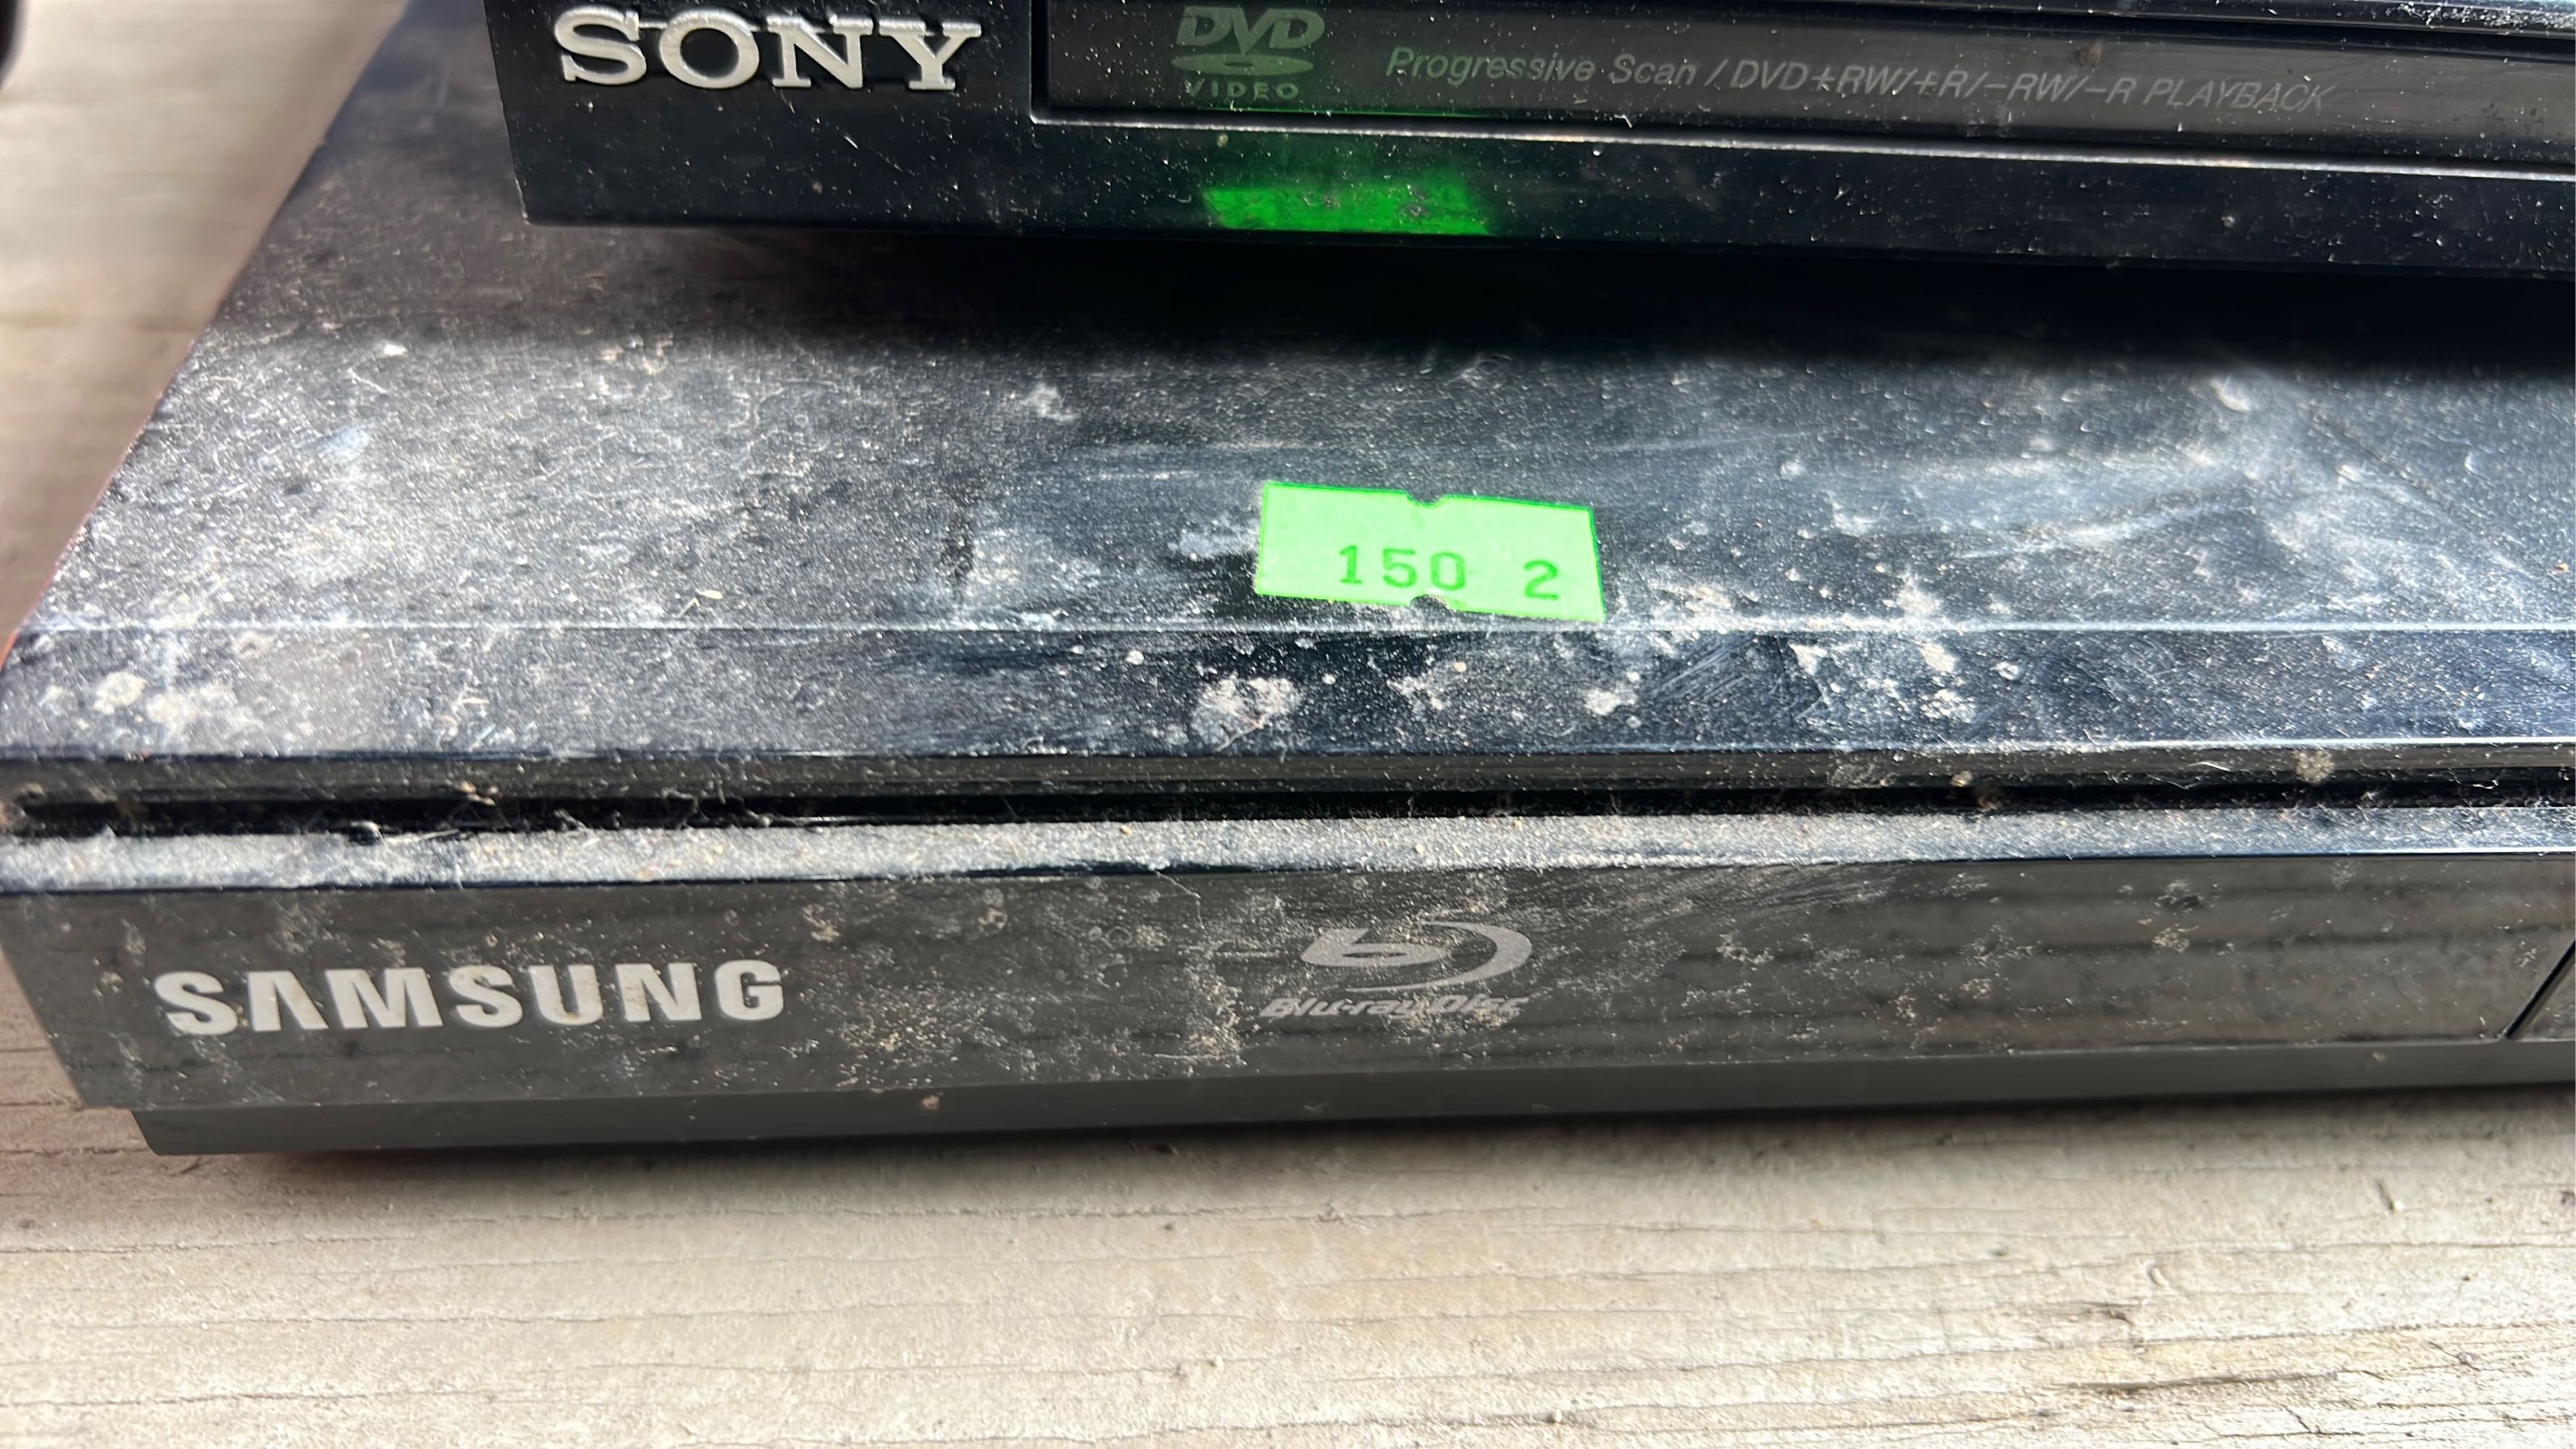 SONY
DVD
VIDEO
Progressive Scan / DVD+RW/+R/-RW/-R PLAYBACK
150 2
SAMSUNG
Blu-ray Disc